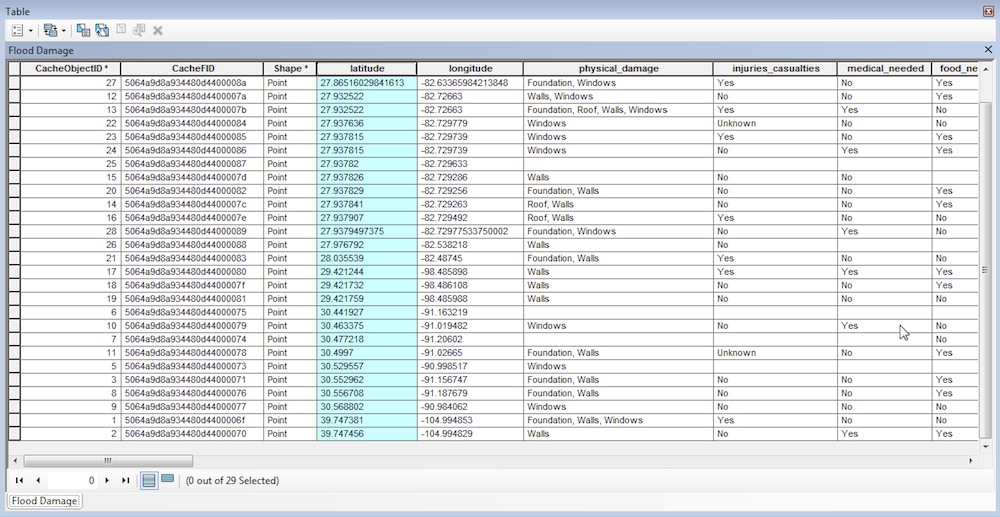 Table
Flood Damage
CacheObjectID * CacheFID Shape * latitude longitude physical_damage injuries_casualties medical_needed food_ne
27 5064a9d8a934480d4400008a Point 27.86516029841613 -82.63365984213848 Foundation, Windows Yes No Yes
12 5064a9d8a934480d4400007a Point 27.932522 -82.72663 Walls, Windows No No Yes
13 5064a9d8a934480d4400007b Point 27.932522 -82.72663 Foundation, Roof, Walls, Windows Yes Yes No
22 5064a9d8a934480d44000084 Point 27.937636 -82.729779 Windows Unknown No No
23 5064a9d8a934480d44000085 Point 27.937815 -82.729739 Windows Yes No No
24 5064a9d8a934480d44000086 Point 27.937815 -82.729739 Windows No Yes Yes
25 5064a9d8a934480d44000087 Point 27.93782 -82.729633
15 5064a9d8a934480d4400007d Point 27.937826 -82.729286 Walls No No
20 5064a9d8a934480d44000082 Point 27.937829 -82.729256 Foundation, Walls No No Yes
14 5064a9d8a934480d4400007c Point 27.937841 -82.729263 Roof, Walls No No Yes
16 5064a9d8a934480d4400007e Point 27.937907 -82.729492 Roof, Walls Yes No No
28 5064a9d8a934480d44000089 Point 27.9379497375 -82.72977533750002 Foundation, Windows No Yes No
26 5064a9d8a934480d44000088 Point 27.976792 -82.538218 Walls No No
21 5064a9d8a934480d44000083 Point 28.035539 -82.48745 Foundation, Walls Yes No No
17 5064a9d8a934480d44000080 Point 29.421244 -98.485898 Walls Yes Yes Yes
18 5064a9d8a934480d4400007f Point 29.421732 -98.486108 Walls No No Yes
19 5064a9d8a934480d44000081 Point 29.421759 -98.485988 Walls No No No
6 5064a9d8a934480d44000075 Point 30.441927 -91.163219
10 5064a9d8a934480d44000079 Point 30.463375 -91.019482 Windows No Yes No
7 5064a9d8a934480d44000074 Point 30.477218 -91.20602 No
11 5064a9d8a934480d44000078 Point 30.4997 -91.02665 Foundation, Walls Unknown No Yes
5 5064a9d8a934480d44000073 Point 30.529557 -90.998517 Windows
3 5064a9d8a934480d44000071 Point 30.552962 -91.156747 Foundation, Walls No No Yes
8 5064a9d8a934480d44000076 Point 30.556708 -91.187679 Foundation, Walls No No Yes
9 5064a9d8a934480d44000077 Point 30.568802 -90.984062 Windows No No No
1 5064a9d8a934480d4400006f Point 39.747381 -104.994853 Foundation, Walls, Windows Yes No No
2 5064a9d8a934480d44000070 Point 39.747456 -104.994829 Walls No Yes Yes
0 (0 out of 29 Selected)
Flood Damage